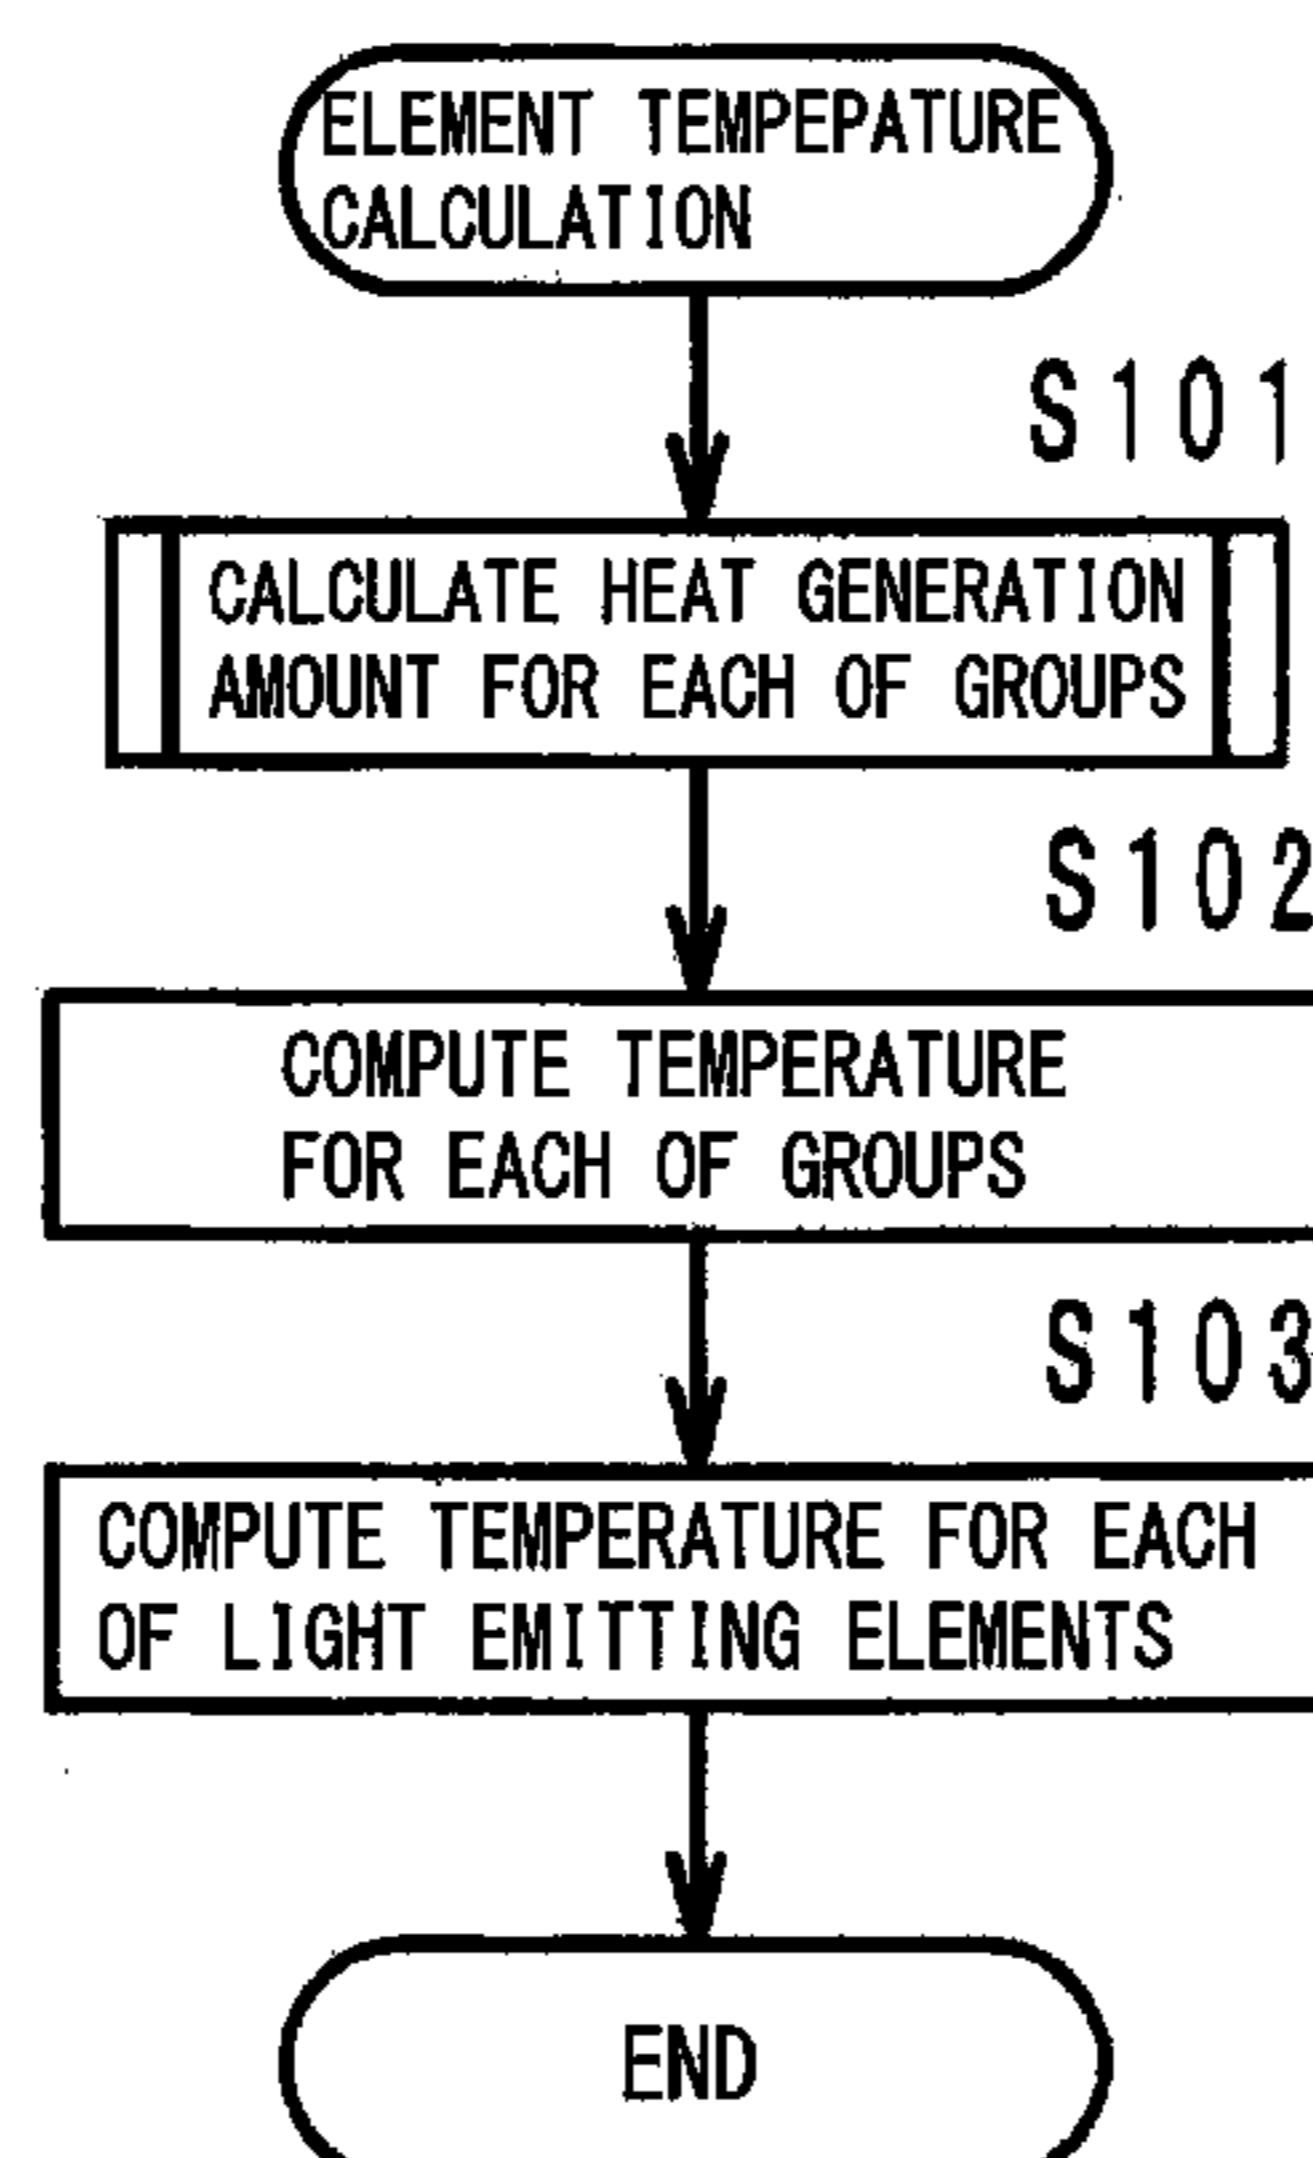 ELEMENT TEMPEPATURE
CALCULATION
S101
CALCULATE HEAT GENERATION
AMOUNT FOR EACH OF GROUPS
S102
COMPUTE TEMPERATURE
FOR EACH OF GROUPS
S103
COMPUTE TEMPERATURE FOR EACH
OF LIGHT EMITTING ELEMENTS
END